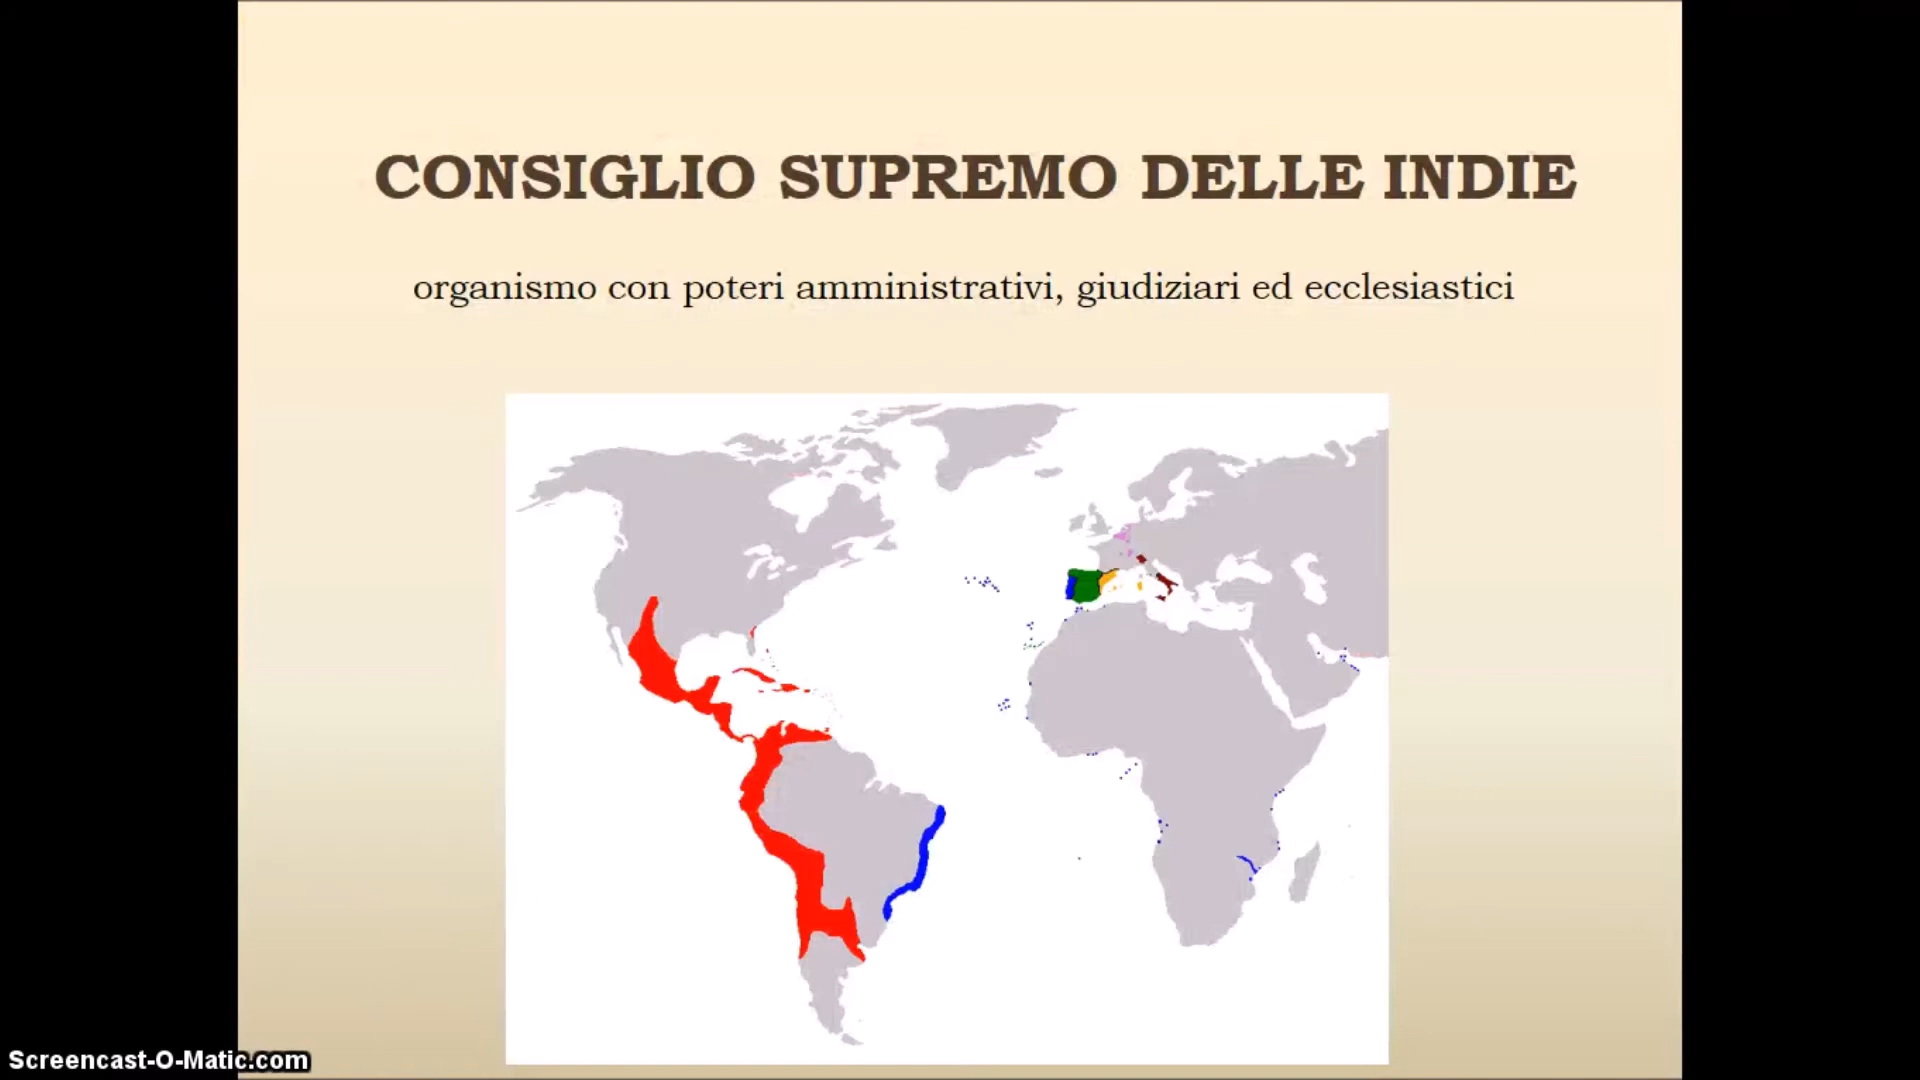 CONSIGLIO SUPREMO DELLE INDIE
organismo con poteri amministrativi, giudiziari ed ecclesiastici
Screencast-O-Matic.com